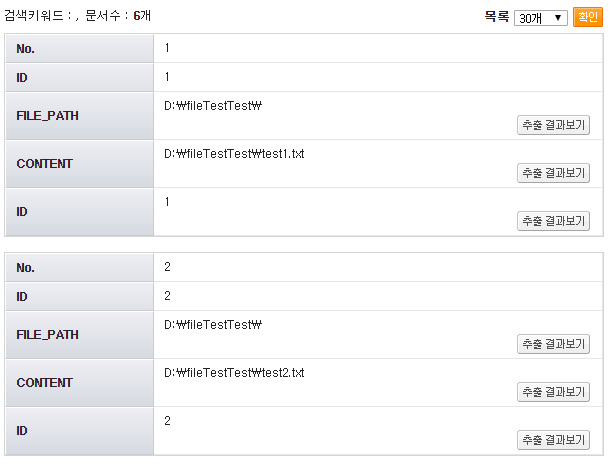 검색키워드 : , 문서수 : 6개 목록 30개 ▼ 확인
No. 1
ID 1
FILE_PATH D:₩fileTestTest₩
추출 결과보기
CONTENT D:₩fileTestTest₩test1.txt
추출 결과보기
ID 1
추출 결과보기
No. 2
ID 2
FILE_PATH D:₩fileTestTest₩
추출 결과보기
CONTENT D:₩fileTestTest₩test2.txt
추출 결과보기
ID 2
추출 결과보기